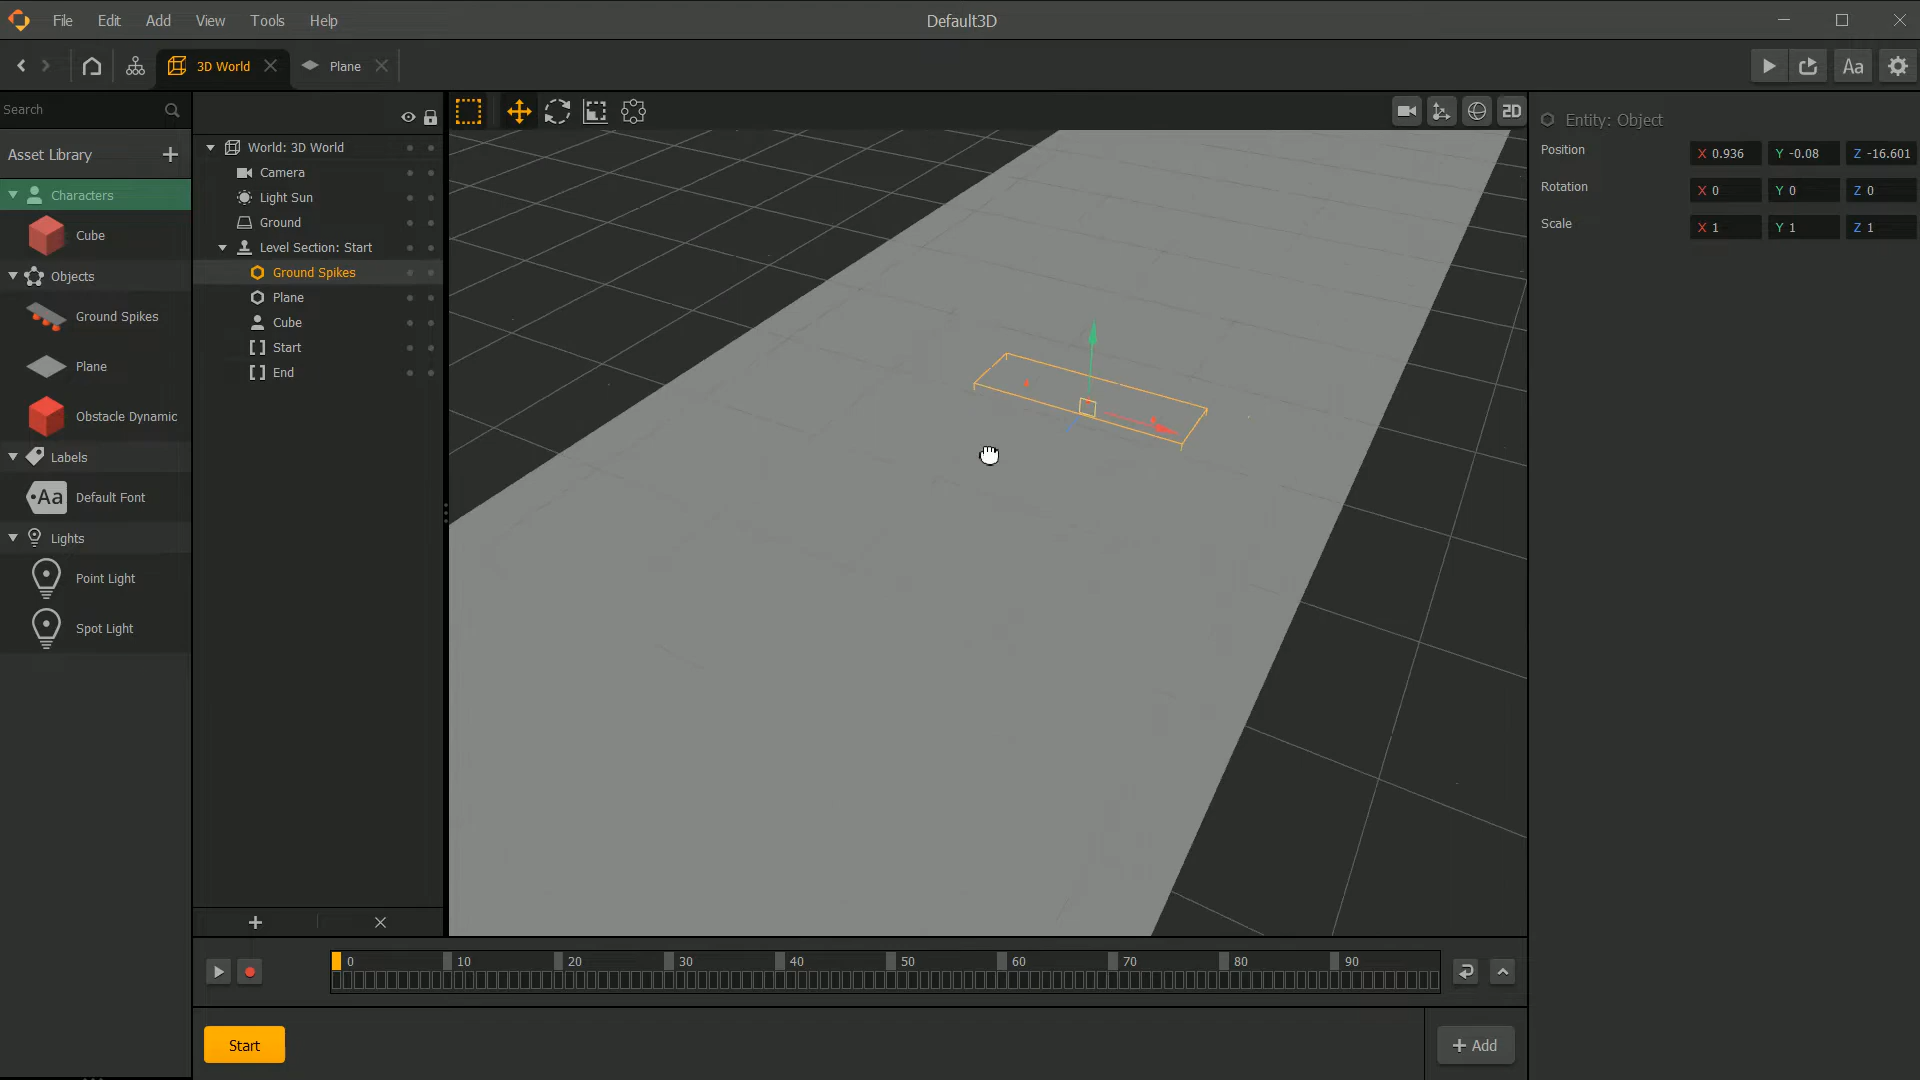 File Edit Add View Tools Help
Default3D
3D World
Plane
Aa
Search
Asset Library
Characters
Cube
Objects
Ground Spikes
Plane
Obstacle Dynamic
Labels
Aa Default Font
Lights
Point Light
Spot Light
World: 3D World
Camera
Light Sun
Ground
Level Section: Start
Ground Spikes
Plane
Cube
Start
End
2D
Entity: Object
Position X 0.936 Y -0.08 Z -16.601
Rotation X 0 Y 0 Z 0
Scale X 1 Y 1 Z 1
0 10 20 30 40 50 60 70 80 90
Start
+ Add